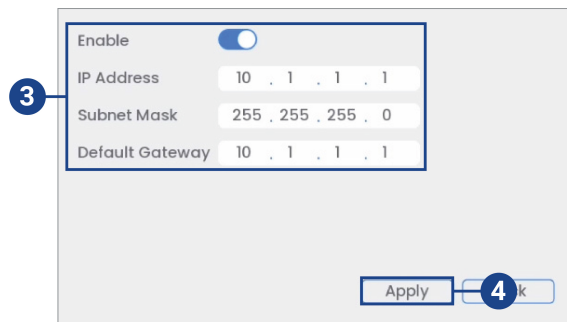 Enable
IP Address 10 . 1 . 1 . 1
3
Subnet Mask 255 . 255 . 255 . 0
Default Gateway 10 . 1 . 1 . 1
Apply 4 k